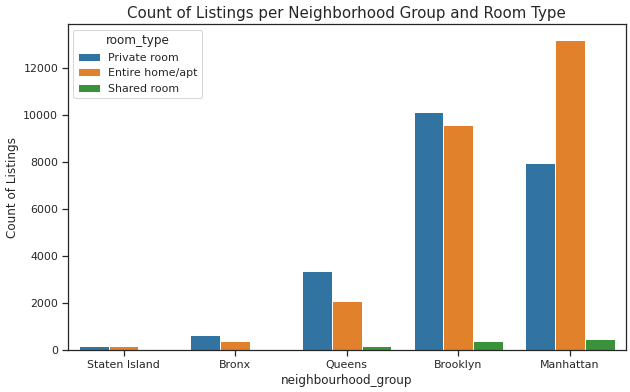 Count of Listings per Neighborhood Group and Room Type
room_type
Private room
Entire home/apt
Shared room
Count of Listings
12000
10000
8000
6000
4000
2000
0
Staten Island
Bronx
Queens
Brooklyn
Manhattan
neighbourhood_group